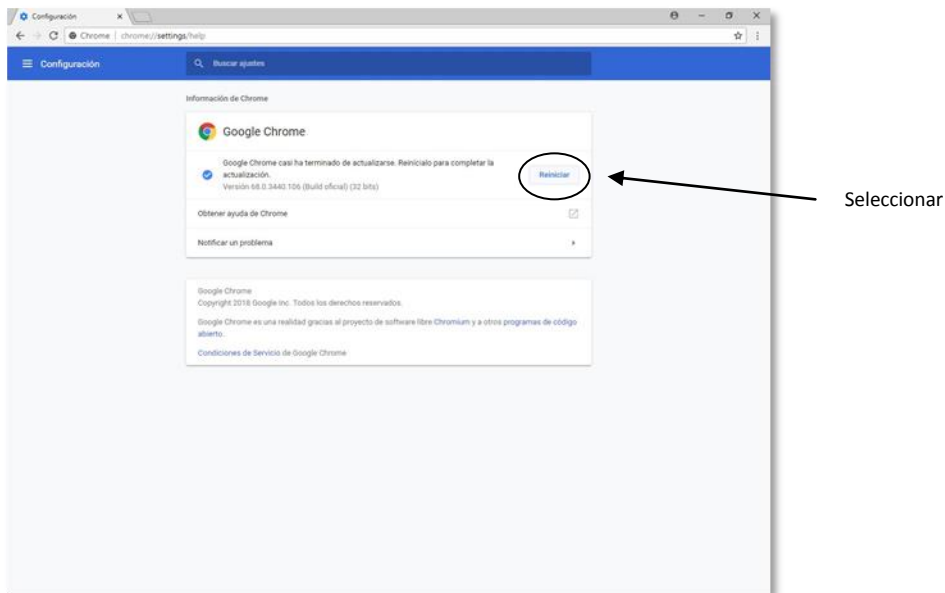 Configuración
Chrome | chrome://settings/help
Configuración
Buscar ajustes
Información de Chrome
Google Chrome
Google Chrome casi ha terminado de actualizarse. Reinícialo para completar la
actualización.
Versión 68.0.3440.106 (Build oficial) (32 bits)
Reiniciar
Seleccionar
Obtener ayuda de Chrome
Notificar un problema
Google Chrome
Copyright 2018 Google Inc. Todos los derechos reservados.
Google Chrome es una realidad gracias al proyecto de software libre Chromium y a otros programas de código
abierto.
Condiciones de Servicio de Google Chrome